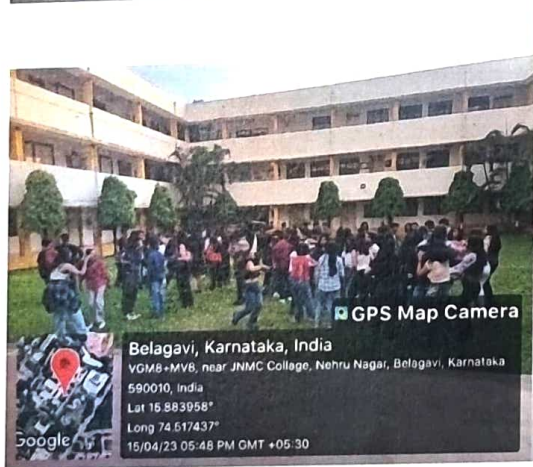 GPS Map Camera
Belagavi, Karnataka, India
VGM8+MV8, near JNMC Collage, Nehru Nagar, Belagavi, Karnataka
590010, India
Lat 15.883958°
Long 74.517437°
15/04/23 05:48 PM GMT +05:30
Google